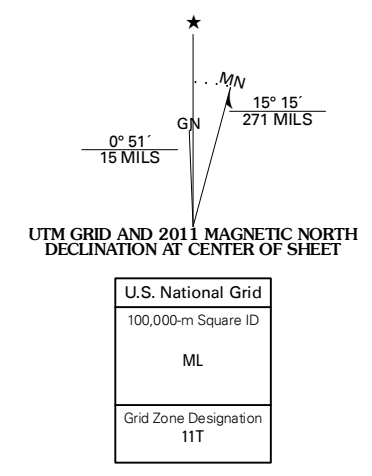 ★
MN
15° 15´
271 MILS
GN
0° 51´
15 MILS
UTM GRID AND 2011 MAGNETIC NORTH
DECLINATION AT CENTER OF SHEET
U.S. National Grid
100,000-m Square ID
ML
Grid Zone Designation
11T